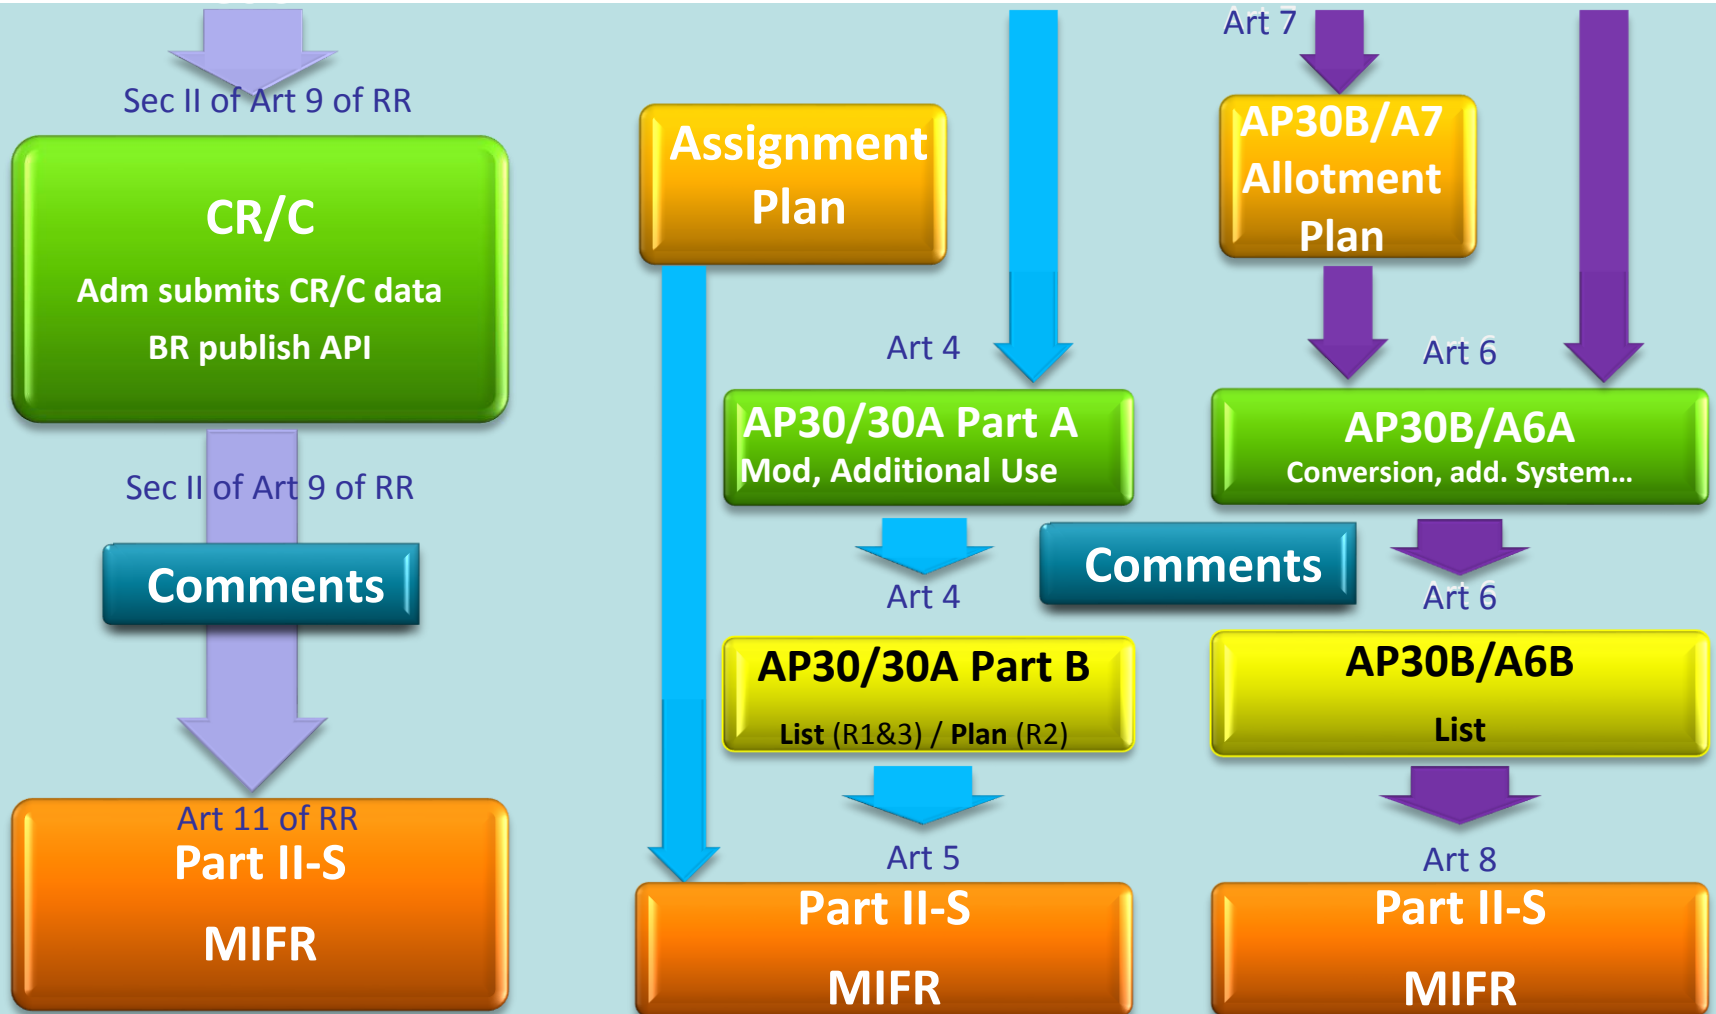 Sec II of Art 9 of RR
CR/C
Adm submits CR/C data
BR publish API
Sec II of Art 9 of RR
Comments
Art 11 of RR
Part II-S
MIFR
Assignment
Plan
Art 4
AP30/30A Part A
Mod, Additional Use
Art 4
AP30/30A Part B
List (R1&3) / Plan (R2)
Art 5
Part II-S
MIFR
Comments
Art 7
AP30B/A7
Allotment
Plan
Art 6
AP30B/A6A
Conversion, add. System...
Art 6
AP30B/A6B
List
Art 8
Part II-S
MIFR